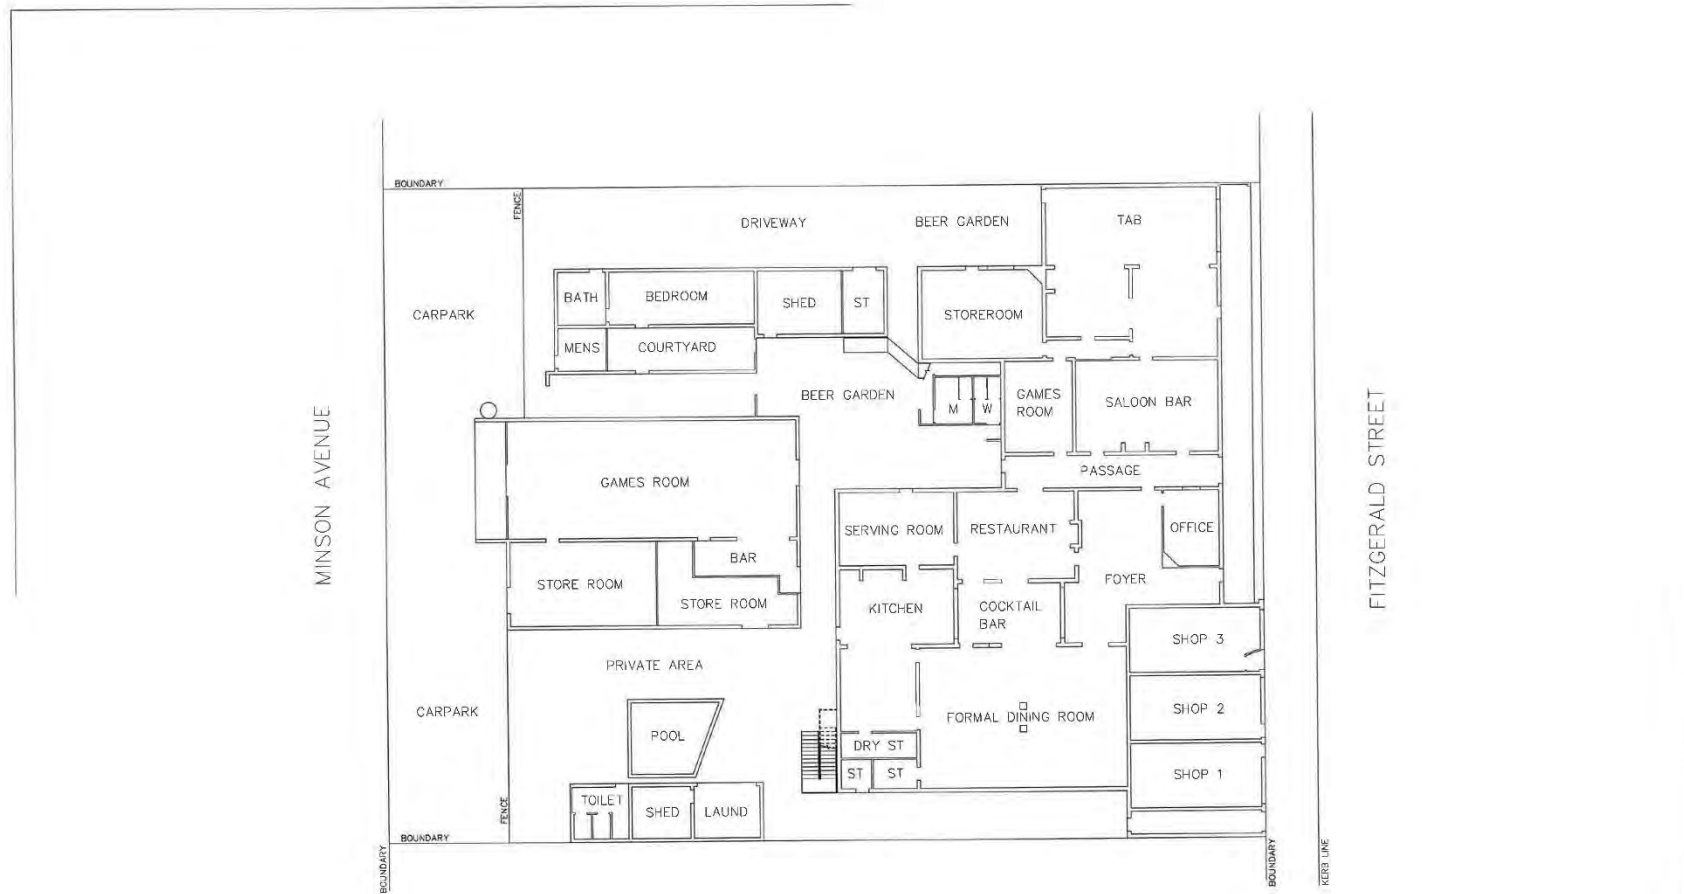 BOUNDARY
FENCE
DRIVEWAY
BEER GARDEN
TAB
CARPARK
BATH
BEDROOM
SHED
ST
STOREROOM
MENS
COURTYARD
BEER GARDEN
M
W
GAMES
ROOM
SALOON BAR
MINSON AVENUE
FITZGERALD STREET
PASSAGE
GAMES ROOM
SERVING ROOM
RESTAURANT
OFFICE
BAR
STORE ROOM
STORE ROOM
KITCHEN
COCKTAIL
BAR
FOYER
SHOP 3
PRIVATE AREA
CARPARK
POOL
FORMAL DINING ROOM
SHOP 2
DRY ST
ST
ST
SHOP 1
TOILET
SHED
LAUND
FENCE
BOUNDARY
BOUNDARY
BOUNDARY
KERB LINE